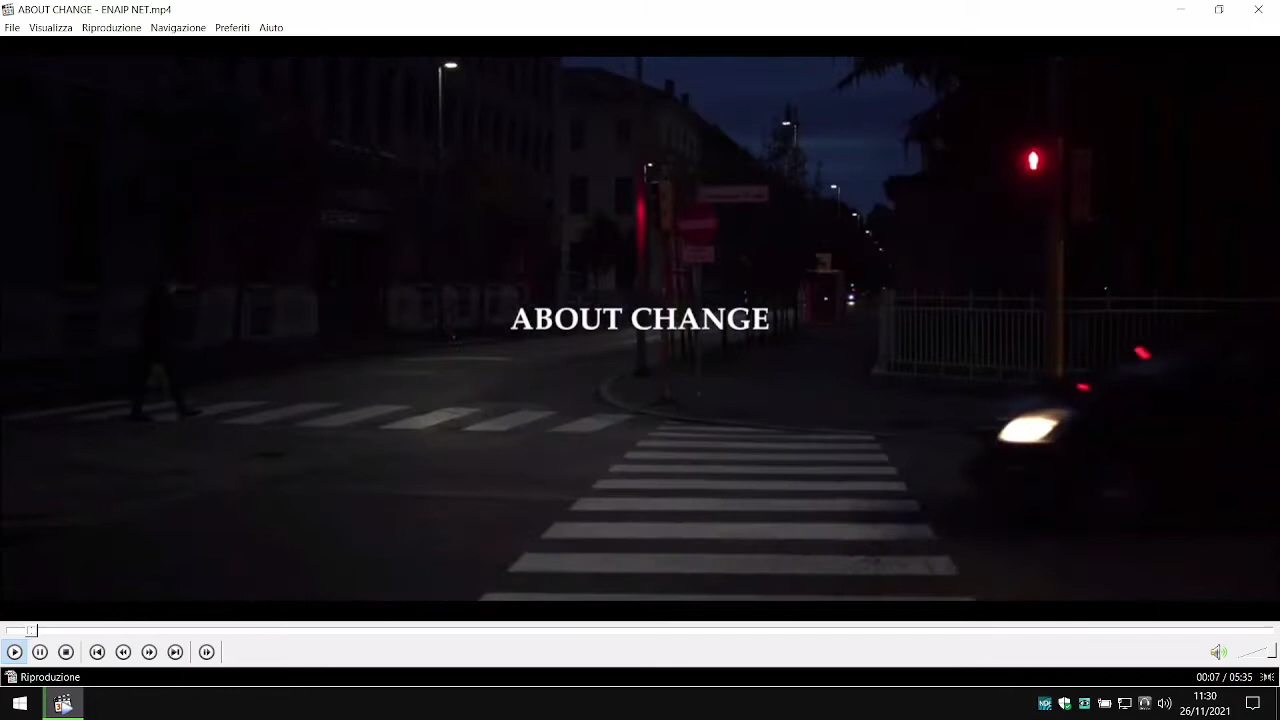 ABOUT CHANGE - ENAIP NET.mp4
File Visualizza Riproduzione Navigazione Preferiti Aiuto
ABOUT CHANGE
Riproduzione
00:07 / 05:35
11:30
26/11/2021